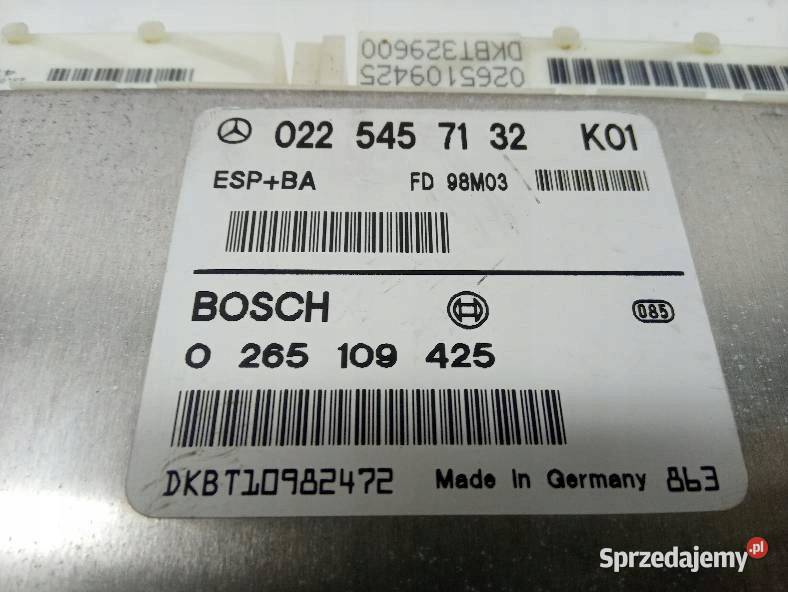 DKBT329600
0265109425
022 545 71 32 K01
ESP+BA FD 98M03
BOSCH 085
0 265 109 425
DKBT10982472 Made in Germany 863
Sprzedajemy.pl